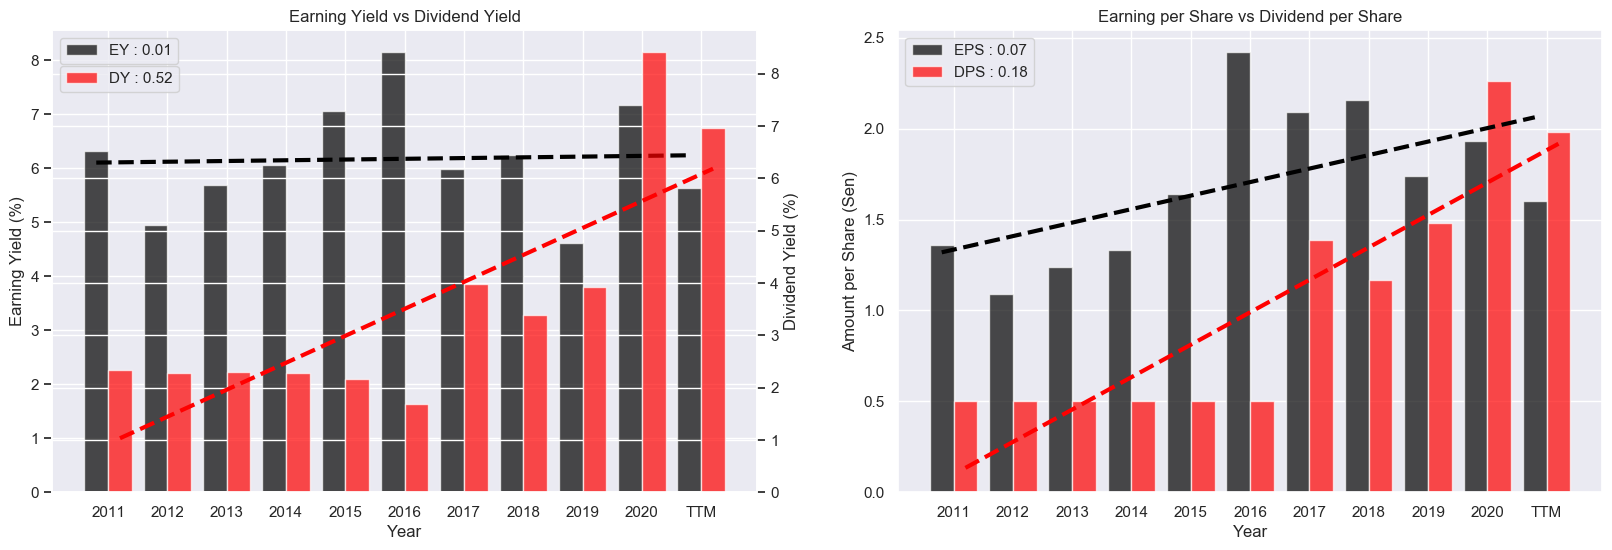 Earning Yield vs Dividend Yield
EY : 0.01
DY : 0.52
Earning Yield (%)
8
7
6
5
4
3
2
1
0
Dividend Yield (%)
8
7
6
5
4
3
2
1
0
2011 2012 2013 2014 2015 2016 2017 2018 2019 2020 TTM
Year
Earning per Share vs Dividend per Share
EPS : 0.07
DPS : 0.18
Amount per Share (Sen)
2.5
2.0
1.5
1.0
0.5
0.0
2011 2012 2013 2014 2015 2016 2017 2018 2019 2020 TTM
Year